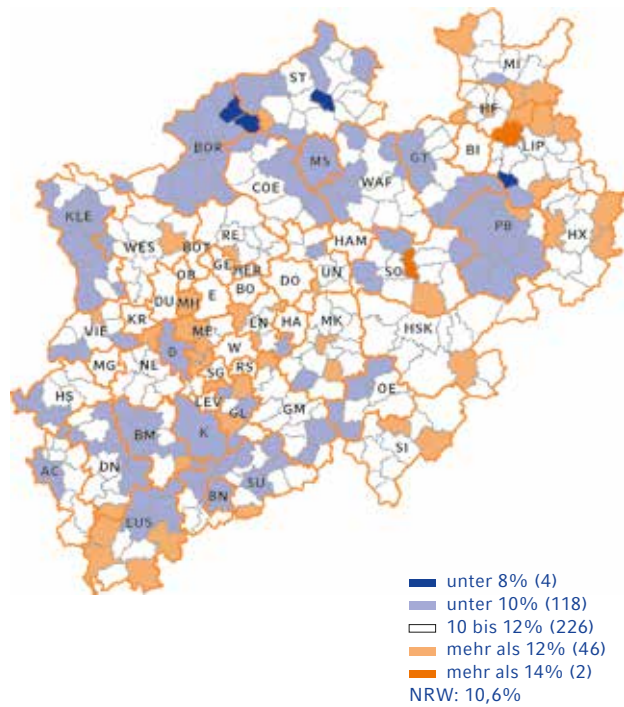 ST
MI
HF
BOR
BI
LIP
MS
GT
COE
WAF
KLE
PB
WES
RE
HX
BOT
HAM
GE
HER
SO
OB
UN
DO
BO
E
DU
MH
KR
EN
HA
MK
HSK
VIE
ME
D
W
MG
NE
SG
RS
OE
HS
LEV
GL
GM
BM
K
SI
AC
DN
SU
BN
EUS
unter 8% (4)
unter 10% (118)
10 bis 12% (226)
mehr als 12% (46)
mehr als 14% (2)
NRW: 10,6%